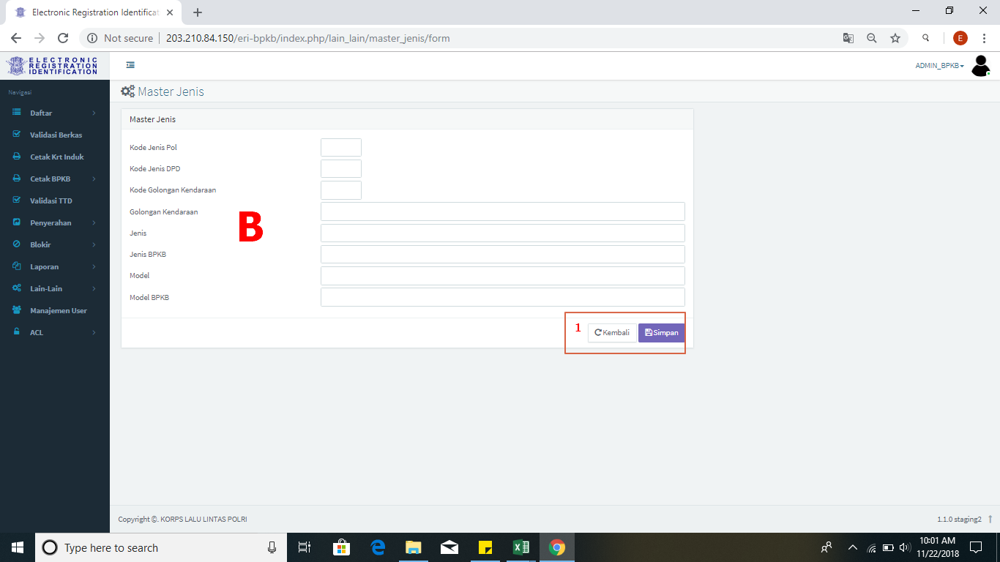 Electronic Registration Identificat
Not secure
203.210.84.150/eri-bpkb/index.php/lain_lain/master_jenis/form
E
ELECTRONIC
REGISTRATION
IDENTIFICATION
ADMIN_BPKB
Navigasi
Daftar
Validasi Berkas
Cetak Krt Induk
Cetak BPKB
Validasi TTD
Penyerahan
Blokir
Laporan
Lain-Lain
Manajemen User
ACL
Master Jenis
Master Jenis
Kode Jenis Pol
Kode Jenis DPD
Kode Golongan Kendaraan
Golongan Kendaraan
Jenis
Jenis BPKB
Model
Model BPKB
B
1
Kembali
Simpan
Copyright ©. KORPS LALU LINTAS POLRI
1.1.0 staging2
Type here to search
10:01 AM
11/22/2018